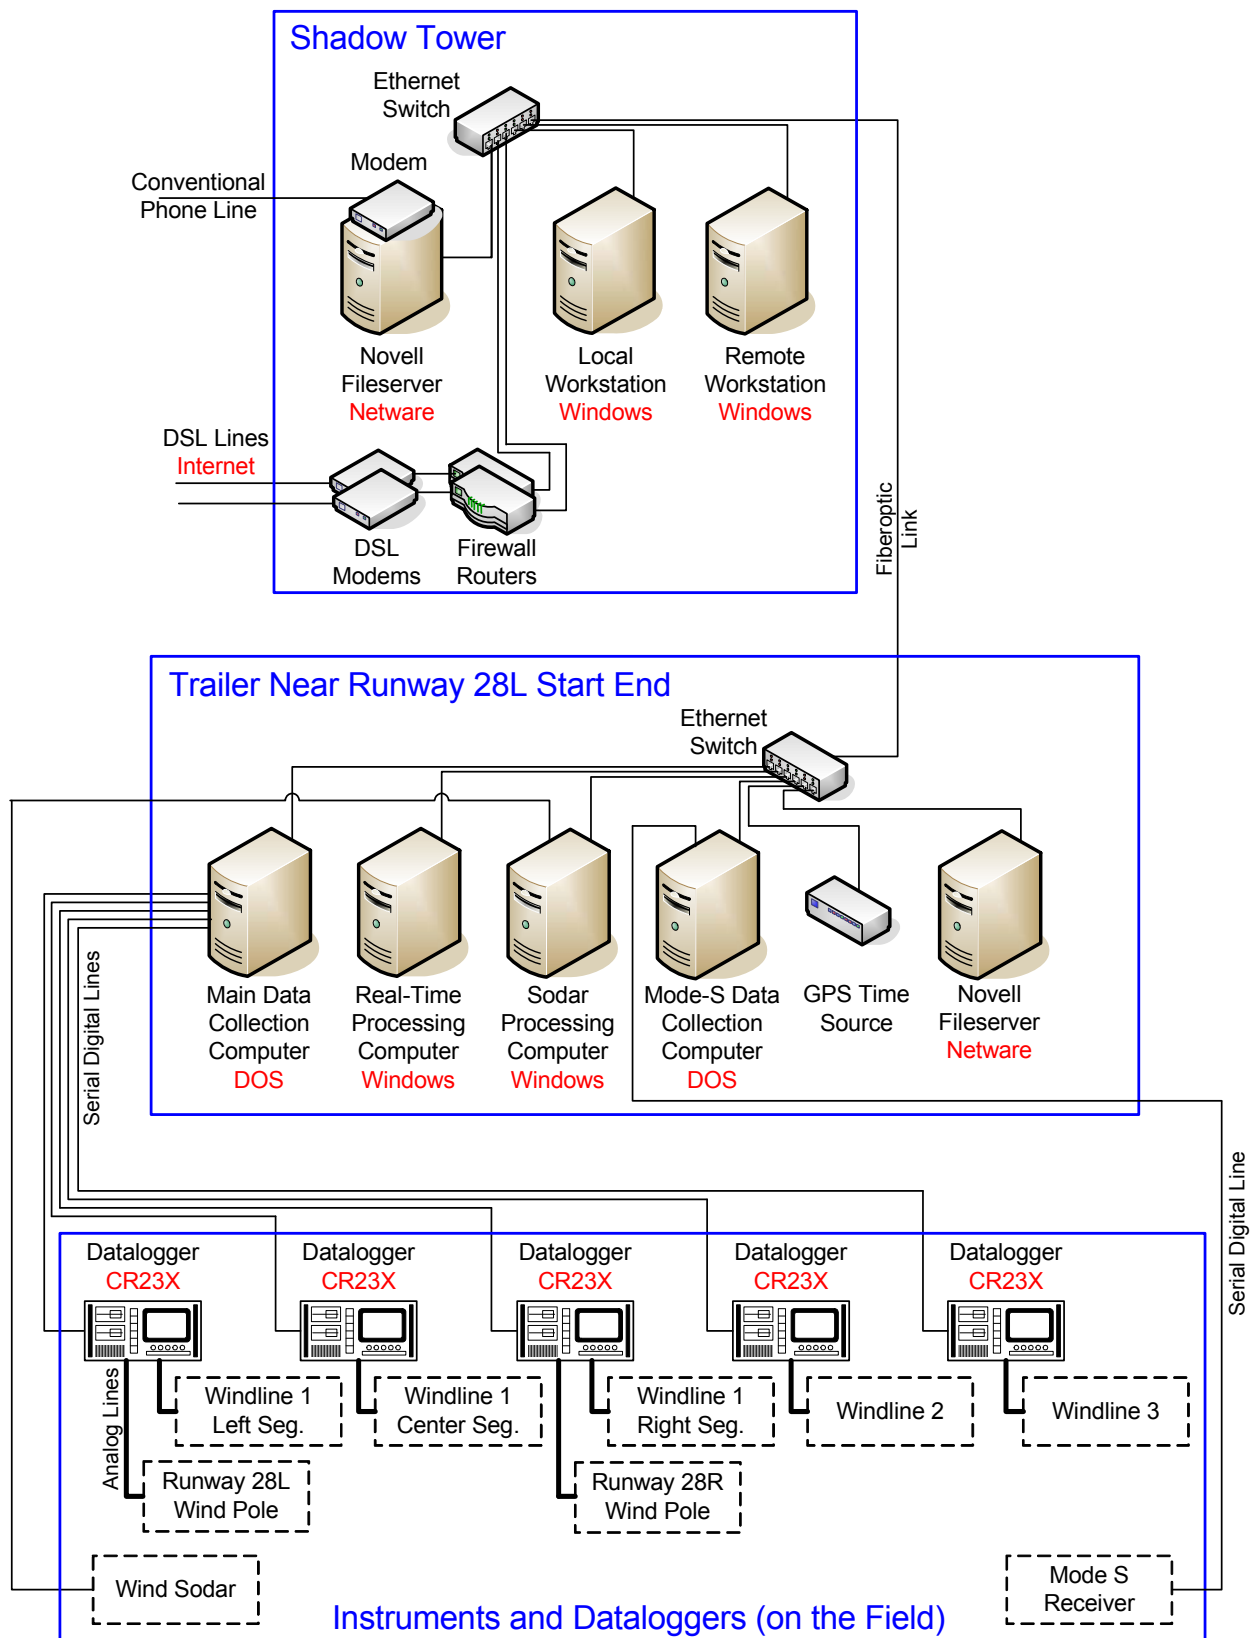 Shadow Tower
Ethernet
Switch
Modem
Conventional
Phone Line
Novell
Fileserver
Netware
Local
Workstation
Windows
Remote
Workstation
Windows
DSL Lines
Internet
DSL
Modems
Firewall
Routers
Fiberoptic
Link
Trailer Near Runway 28L Start End
Ethernet
Switch
Main Data
Collection
Computer
DOS
Real-Time
Processing
Computer
Windows
Sodar
Processing
Computer
Windows
Mode-S Data
Collection
Computer
DOS
GPS Time
Source
Novell
Fileserver
Netware
Serial Digital Lines
Serial Digital Line
Datalogger
CR23X
Datalogger
CR23X
Datalogger
CR23X
Datalogger
CR23X
Datalogger
CR23X
Analog Lines
Windline 1
Left Seg.
Windline 1
Center Seg.
Windline 1
Right Seg.
Windline 2
Windline 3
Runway 28L
Wind Pole
Runway 28R
Wind Pole
Wind Sodar
Mode S
Receiver
Instruments and Dataloggers (on the Field)